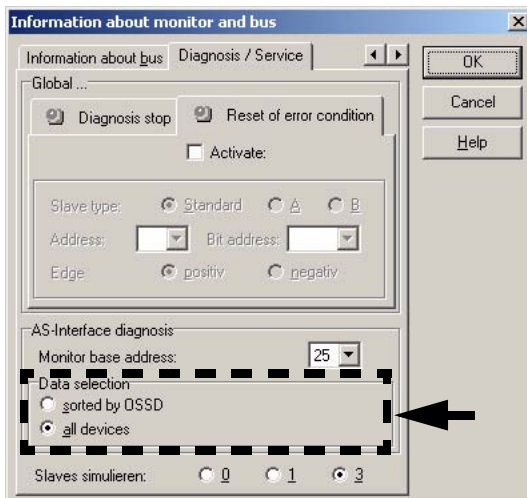 Information about monitor and bus
Information about bus Diagnosis / Service
Global ...
Diagnosis stop Reset of error condition
Activate:
Slave type: Standard A B
Address: Bit address:
Edge positiv negativ
AS-Interface diagnosis
Monitor base address: 25
Data selection
sorted by OSSD
all devices
Slaves simulieren: 0 1 3
OK
Cancel
Help